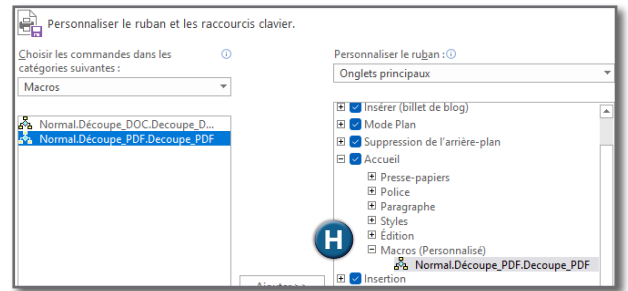 Personnaliser le ruban et les raccourcis clavier.
Choisir les commandes dans les
catégories suivantes :
Macros
Normal.Découpe_DOC.Decoupe_D...
Normal.Découpe_PDF.Decoupe_PDF
Personnaliser le ruban :
Onglets principaux
Insérer (billet de blog)
Mode Plan
Suppression de l'arrière-plan
Accueil
Presse-papiers
Police
Paragraphe
Styles
Édition
Macros (Personnalisé)
Normal.Découpe_PDF.Decoupe_PDF
Insertion
H